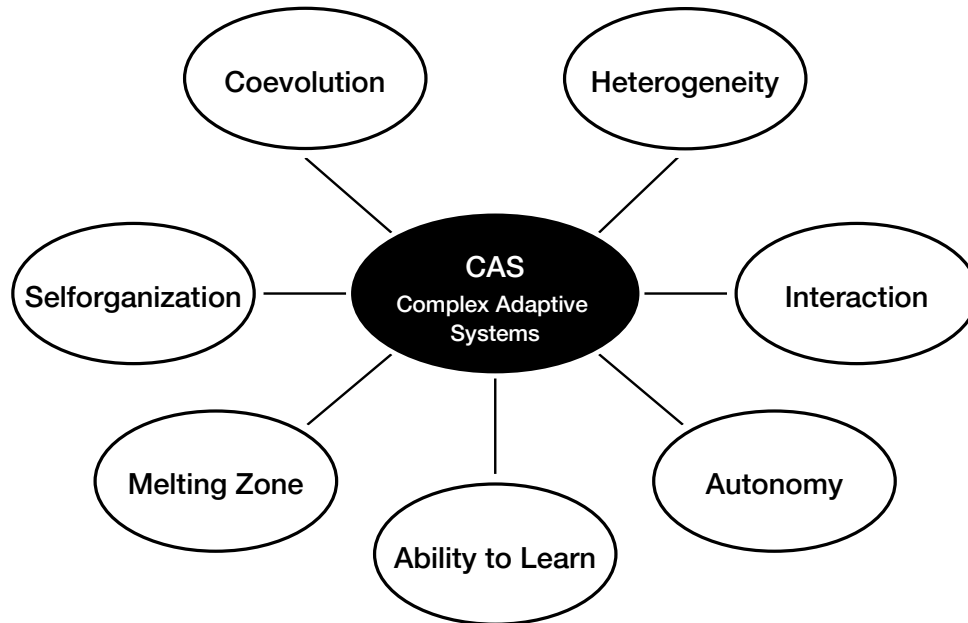 Coevolution
Heterogeneity
Selforganization
CAS
Complex Adaptive
Systems
Interaction
Melting Zone
Autonomy
Ability to Learn